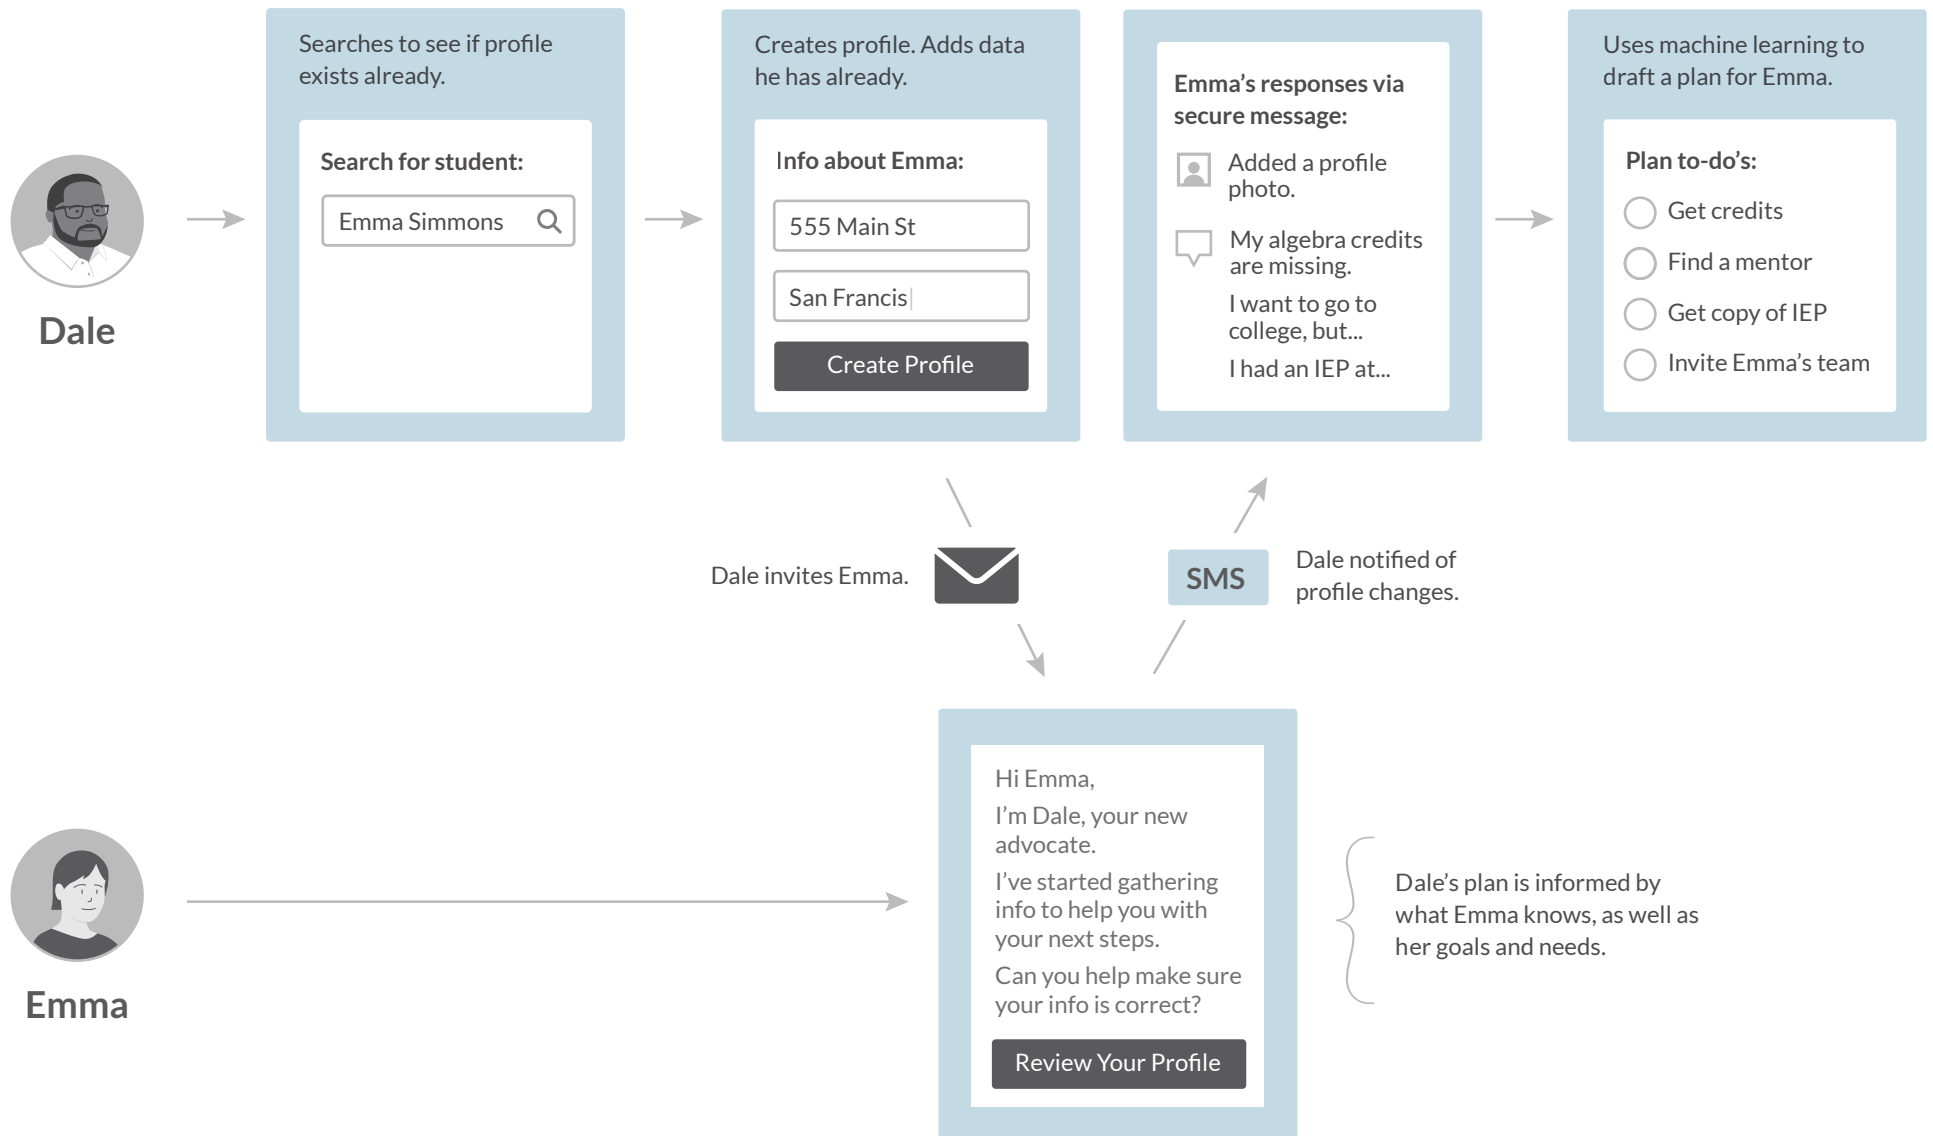 Searches to see if profile
exists already.
Search for student:
Emma Simmons
Creates profile. Adds data
he has already.
Info about Emma:
555 Main St
San Francis
Create Profile
Emma’s responses via
secure message:
Added a profile
photo.
My algebra credits
are missing.
I want to go to
college, but...
I had an IEP at...
Uses machine learning to
draft a plan for Emma.
Plan to-do’s:
Get credits
Find a mentor
Get copy of IEP
Invite Emma’s team
Dale
Dale invites Emma.
SMS
Dale notified of
profile changes.
Hi Emma,
I’m Dale, your new
advocate.
I’ve started gathering
info to help you with
your next steps.
Can you help make sure
your info is correct?
Review Your Profile
Dale’s plan is informed by
what Emma knows, as well as
her goals and needs.
Emma